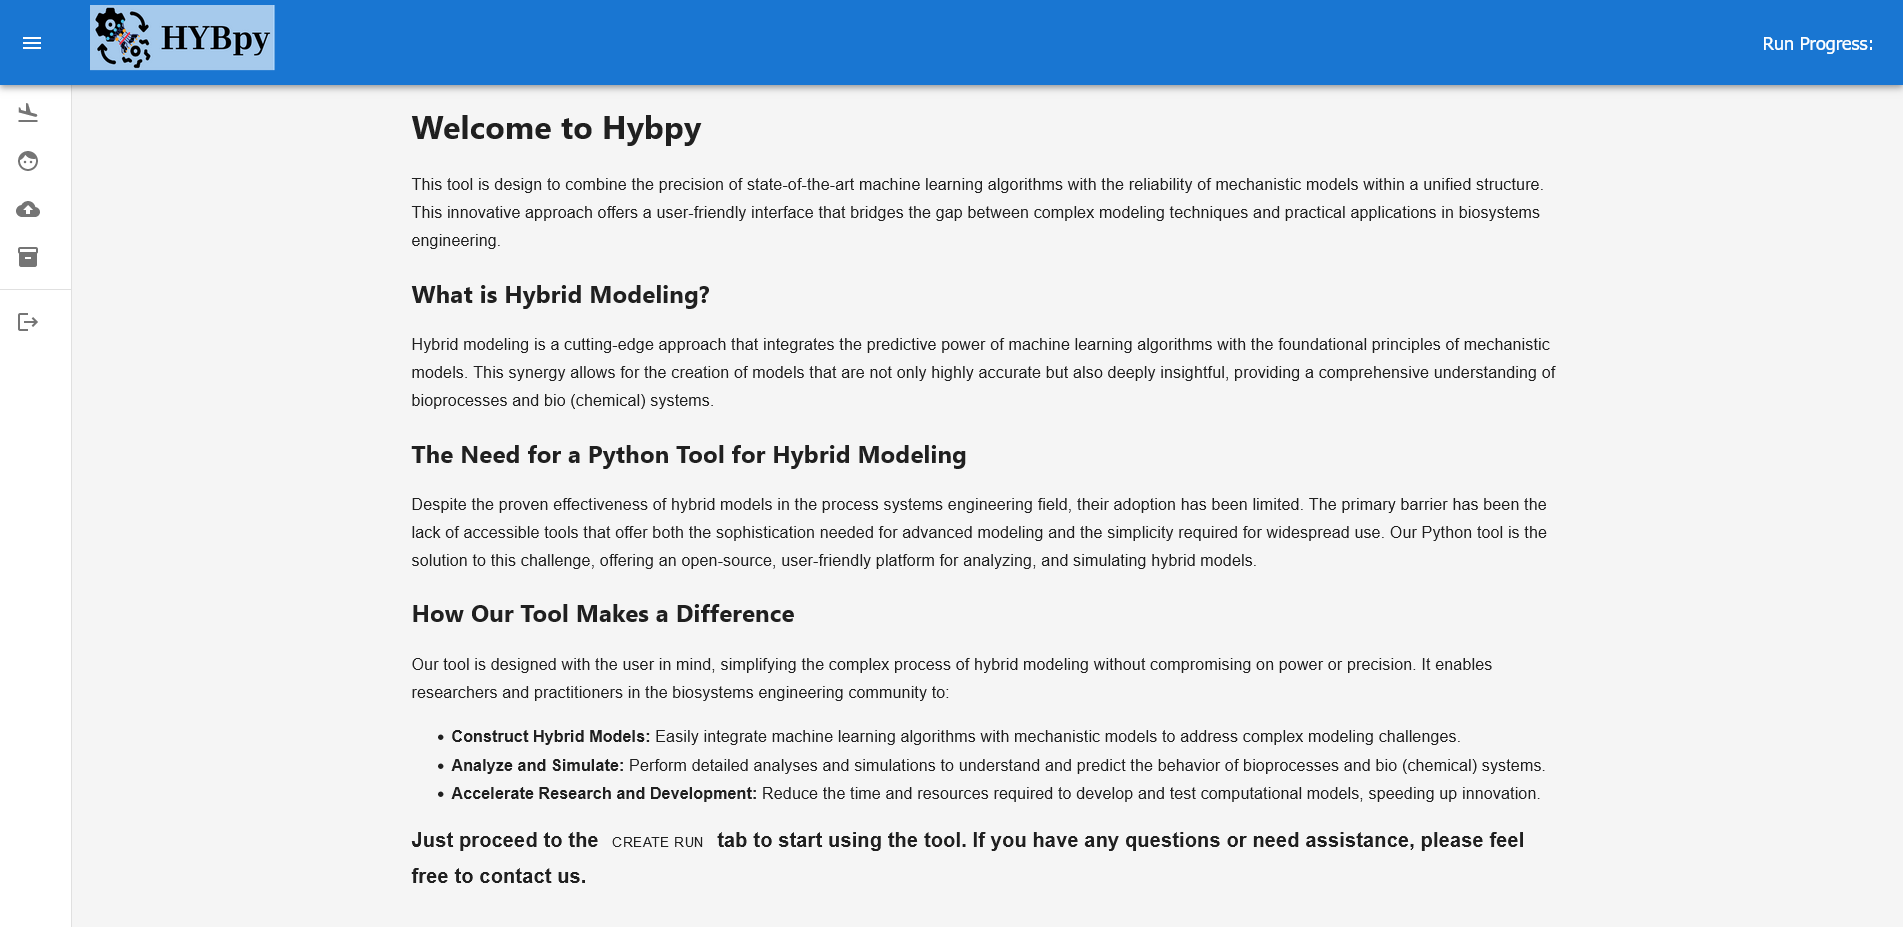 HYBpy
Run Progress:
Welcome to Hybpy
This tool is design to combine the precision of state-of-the-art machine learning algorithms with the reliability of mechanistic models within a unified structure.
This innovative approach offers a user-friendly interface that bridges the gap between complex modeling techniques and practical applications in biosystems
engineering.
What is Hybrid Modeling?
Hybrid modeling is a cutting-edge approach that integrates the predictive power of machine learning algorithms with the foundational principles of mechanistic
models. This synergy allows for the creation of models that are not only highly accurate but also deeply insightful, providing a comprehensive understanding of
bioprocesses and bio (chemical) systems.
The Need for a Python Tool for Hybrid Modeling
Despite the proven effectiveness of hybrid models in the process systems engineering field, their adoption has been limited. The primary barrier has been the
lack of accessible tools that offer both the sophistication needed for advanced modeling and the simplicity required for widespread use. Our Python tool is the
solution to this challenge, offering an open-source, user-friendly platform for analyzing, and simulating hybrid models.
How Our Tool Makes a Difference
Our tool is designed with the user in mind, simplifying the complex process of hybrid modeling without compromising on power or precision. It enables
researchers and practitioners in the biosystems engineering community to:
• Construct Hybrid Models: Easily integrate machine learning algorithms with mechanistic models to address complex modeling challenges.
• Analyze and Simulate: Perform detailed analyses and simulations to understand and predict the behavior of bioprocesses and bio (chemical) systems.
• Accelerate Research and Development: Reduce the time and resources required to develop and test computational models, speeding up innovation.
Just proceed to the CREATE RUN tab to start using the tool. If you have any questions or need assistance, please feel
free to contact us.